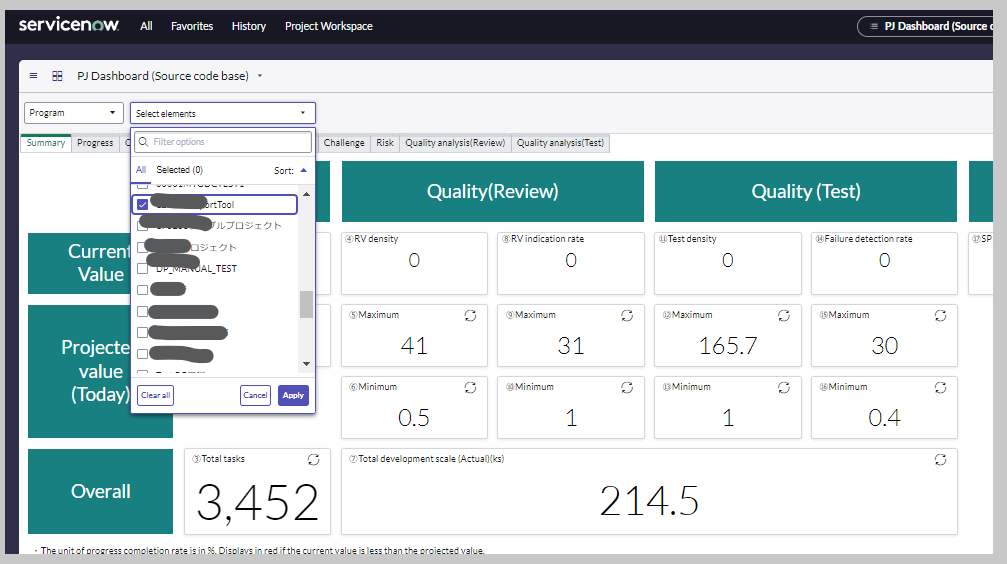 servicenow
All
Favorites
History
Project Workspace
PJ Dashboard (Source
PJ Dashboard (Source code base)
Program
Select elements
Summary
Progress
Challenge
Risk
Quality analysis(Review)
Quality analysis(Test)
Filter options
All
Selected (0)
Sort:
portTool
ブルプロジェクト
ロジェクト
DP_MANUAL_TEST
Clear all
Cancel
Apply
Quality(Review)
Quality (Test)
Current
Value
④RV density
0
⑧RV indication rate
0
⑪Test density
0
⑭Failure detection rate
0
⑰SP
Projected
value
(Today)
⑤Maximum
41
⑨Maximum
31
⑫Maximum
165.7
⑮Maximum
30
⑥Minimum
0.5
⑩Minimum
1
⑬Minimum
1
⑯Minimum
0.4
Overall
③Total tasks
3,452
⑦Total development scale (Actual)(ks)
214.5
・The unit of progress completion rate is in %. Displays in red if the current value is less than the projected value.